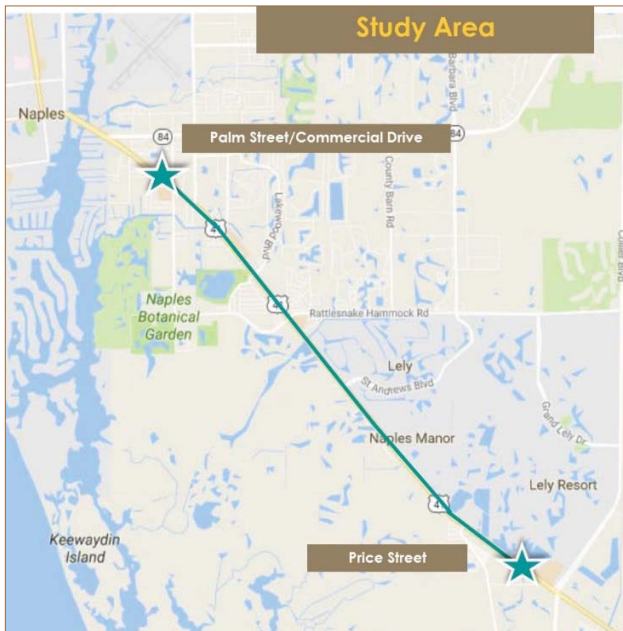 Study Area
Barbara Blvd
Naples
84
Palm Street/Commercial Drive
84
County Barn Rd
Lakewood Blvd
41
Collier Blvd
Naples
Botanical
Garden
41
Rattlesnake Hammock Rd
Lely
St Andrews Blvd
Grand Lely Dr
Naples Manor
Lely Resort
41
Keewaydin
Island
Price Street